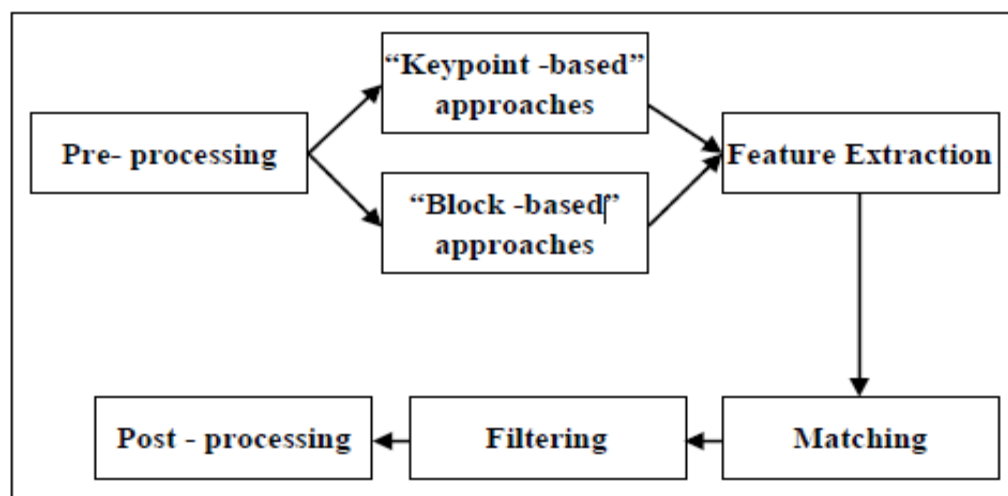 “Keypoint -based”
approaches
Pre- processing
Feature Extraction
“Block -based”
approaches
Post - processing
Filtering
Matching